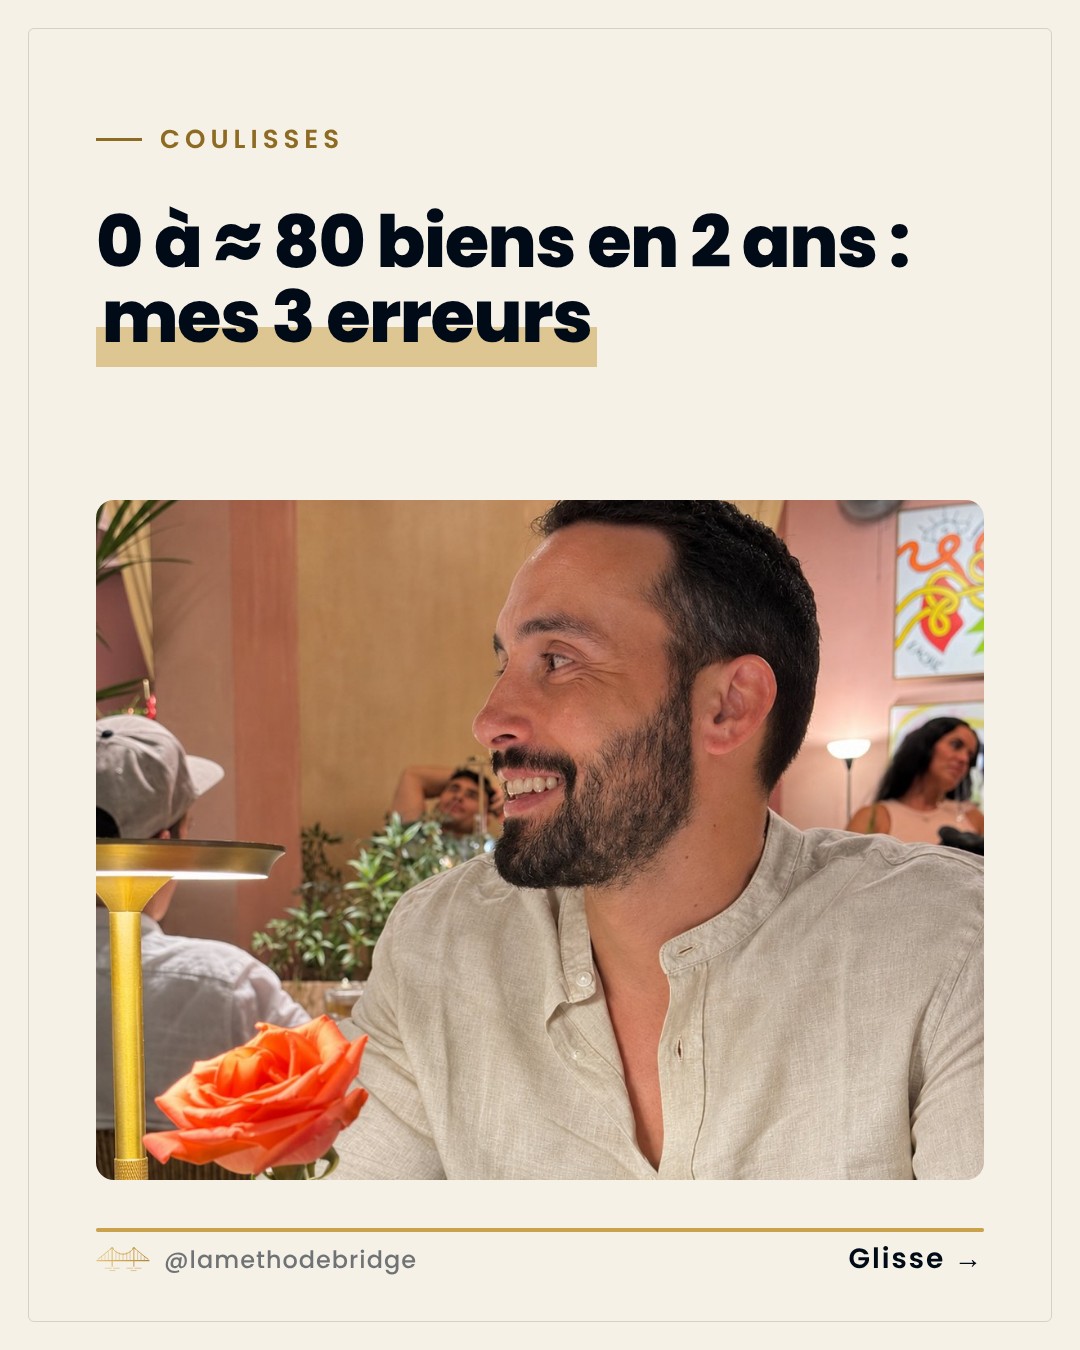 COULISSES
0 à ≈ 80 biens en 2 ans :
mes 3 erreurs
@lamethodebridge
Glisse →